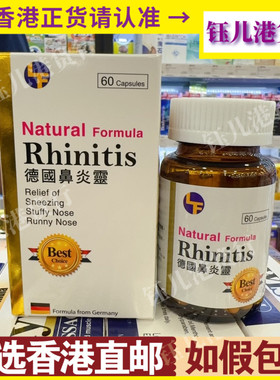 香港正货请认准
钰儿港
60 Capsules
Natural Formula
Rhinitis
德國鼻炎靈
Relief of
Sneezing
Stuffy Nose
Runny Nose
Best
Choice
Formula from Germany
60 Capsules
Natural Formula
Rhinitis
德國鼻炎靈
Best
Choice
选香港直邮
如假包